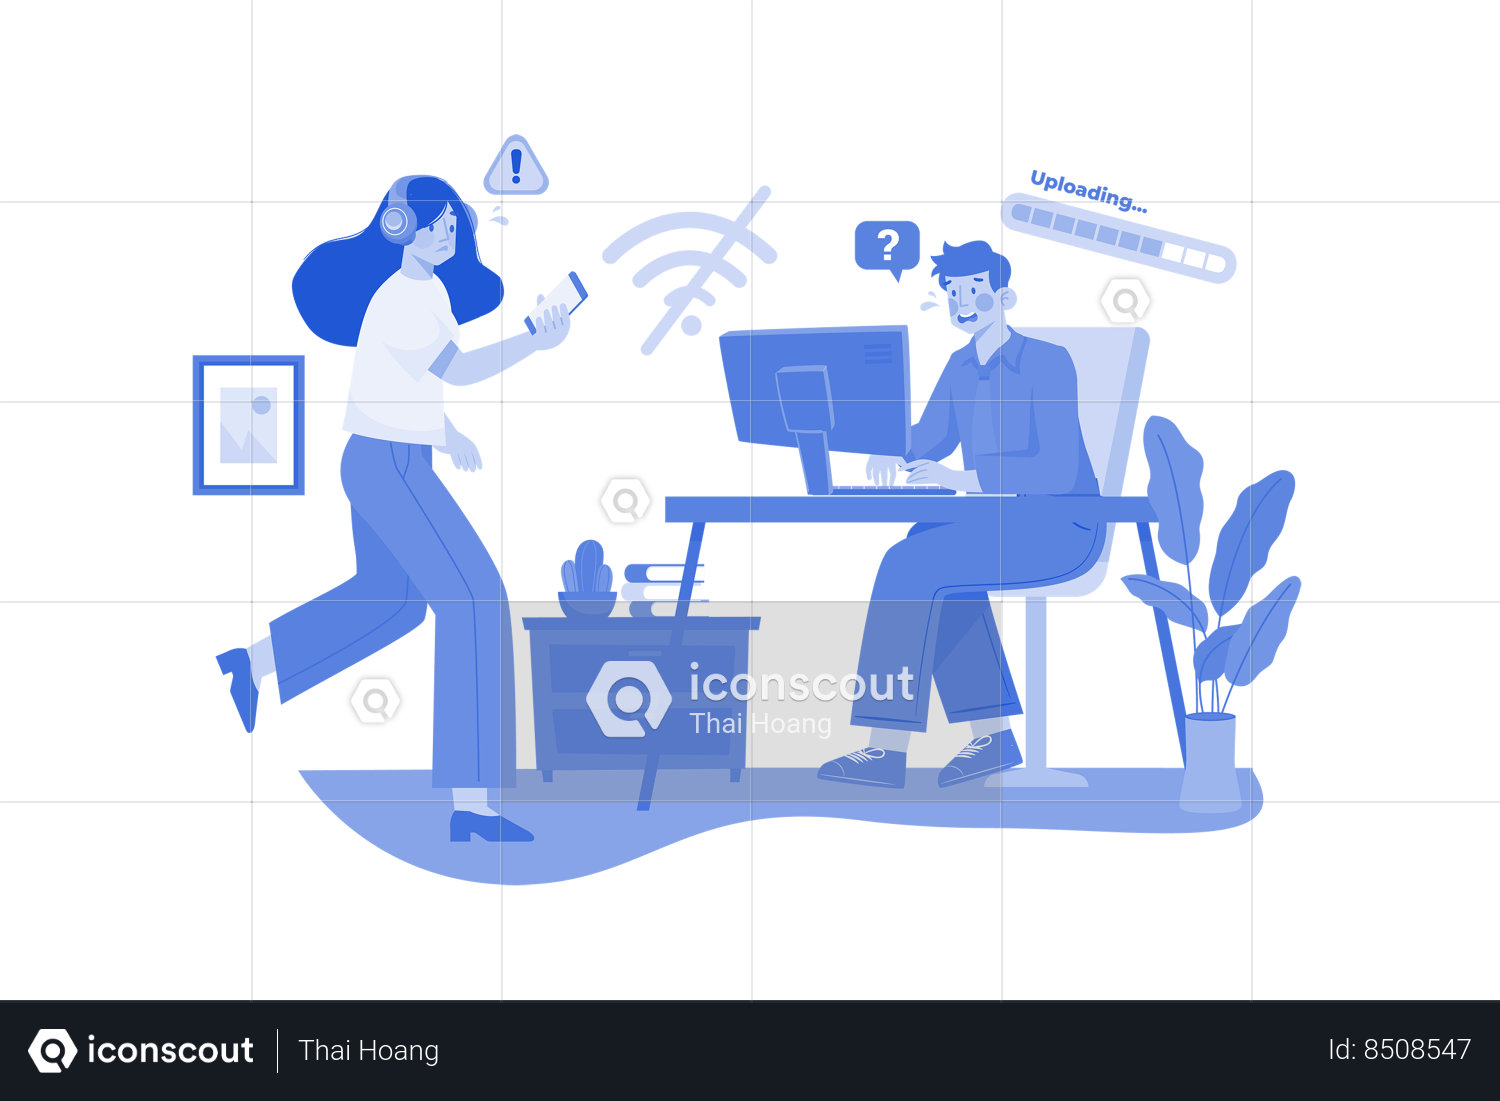 !
Uploading...
?
iconscout
Thai Hoang
iconscout
Thai Hoang
Id: 8508547